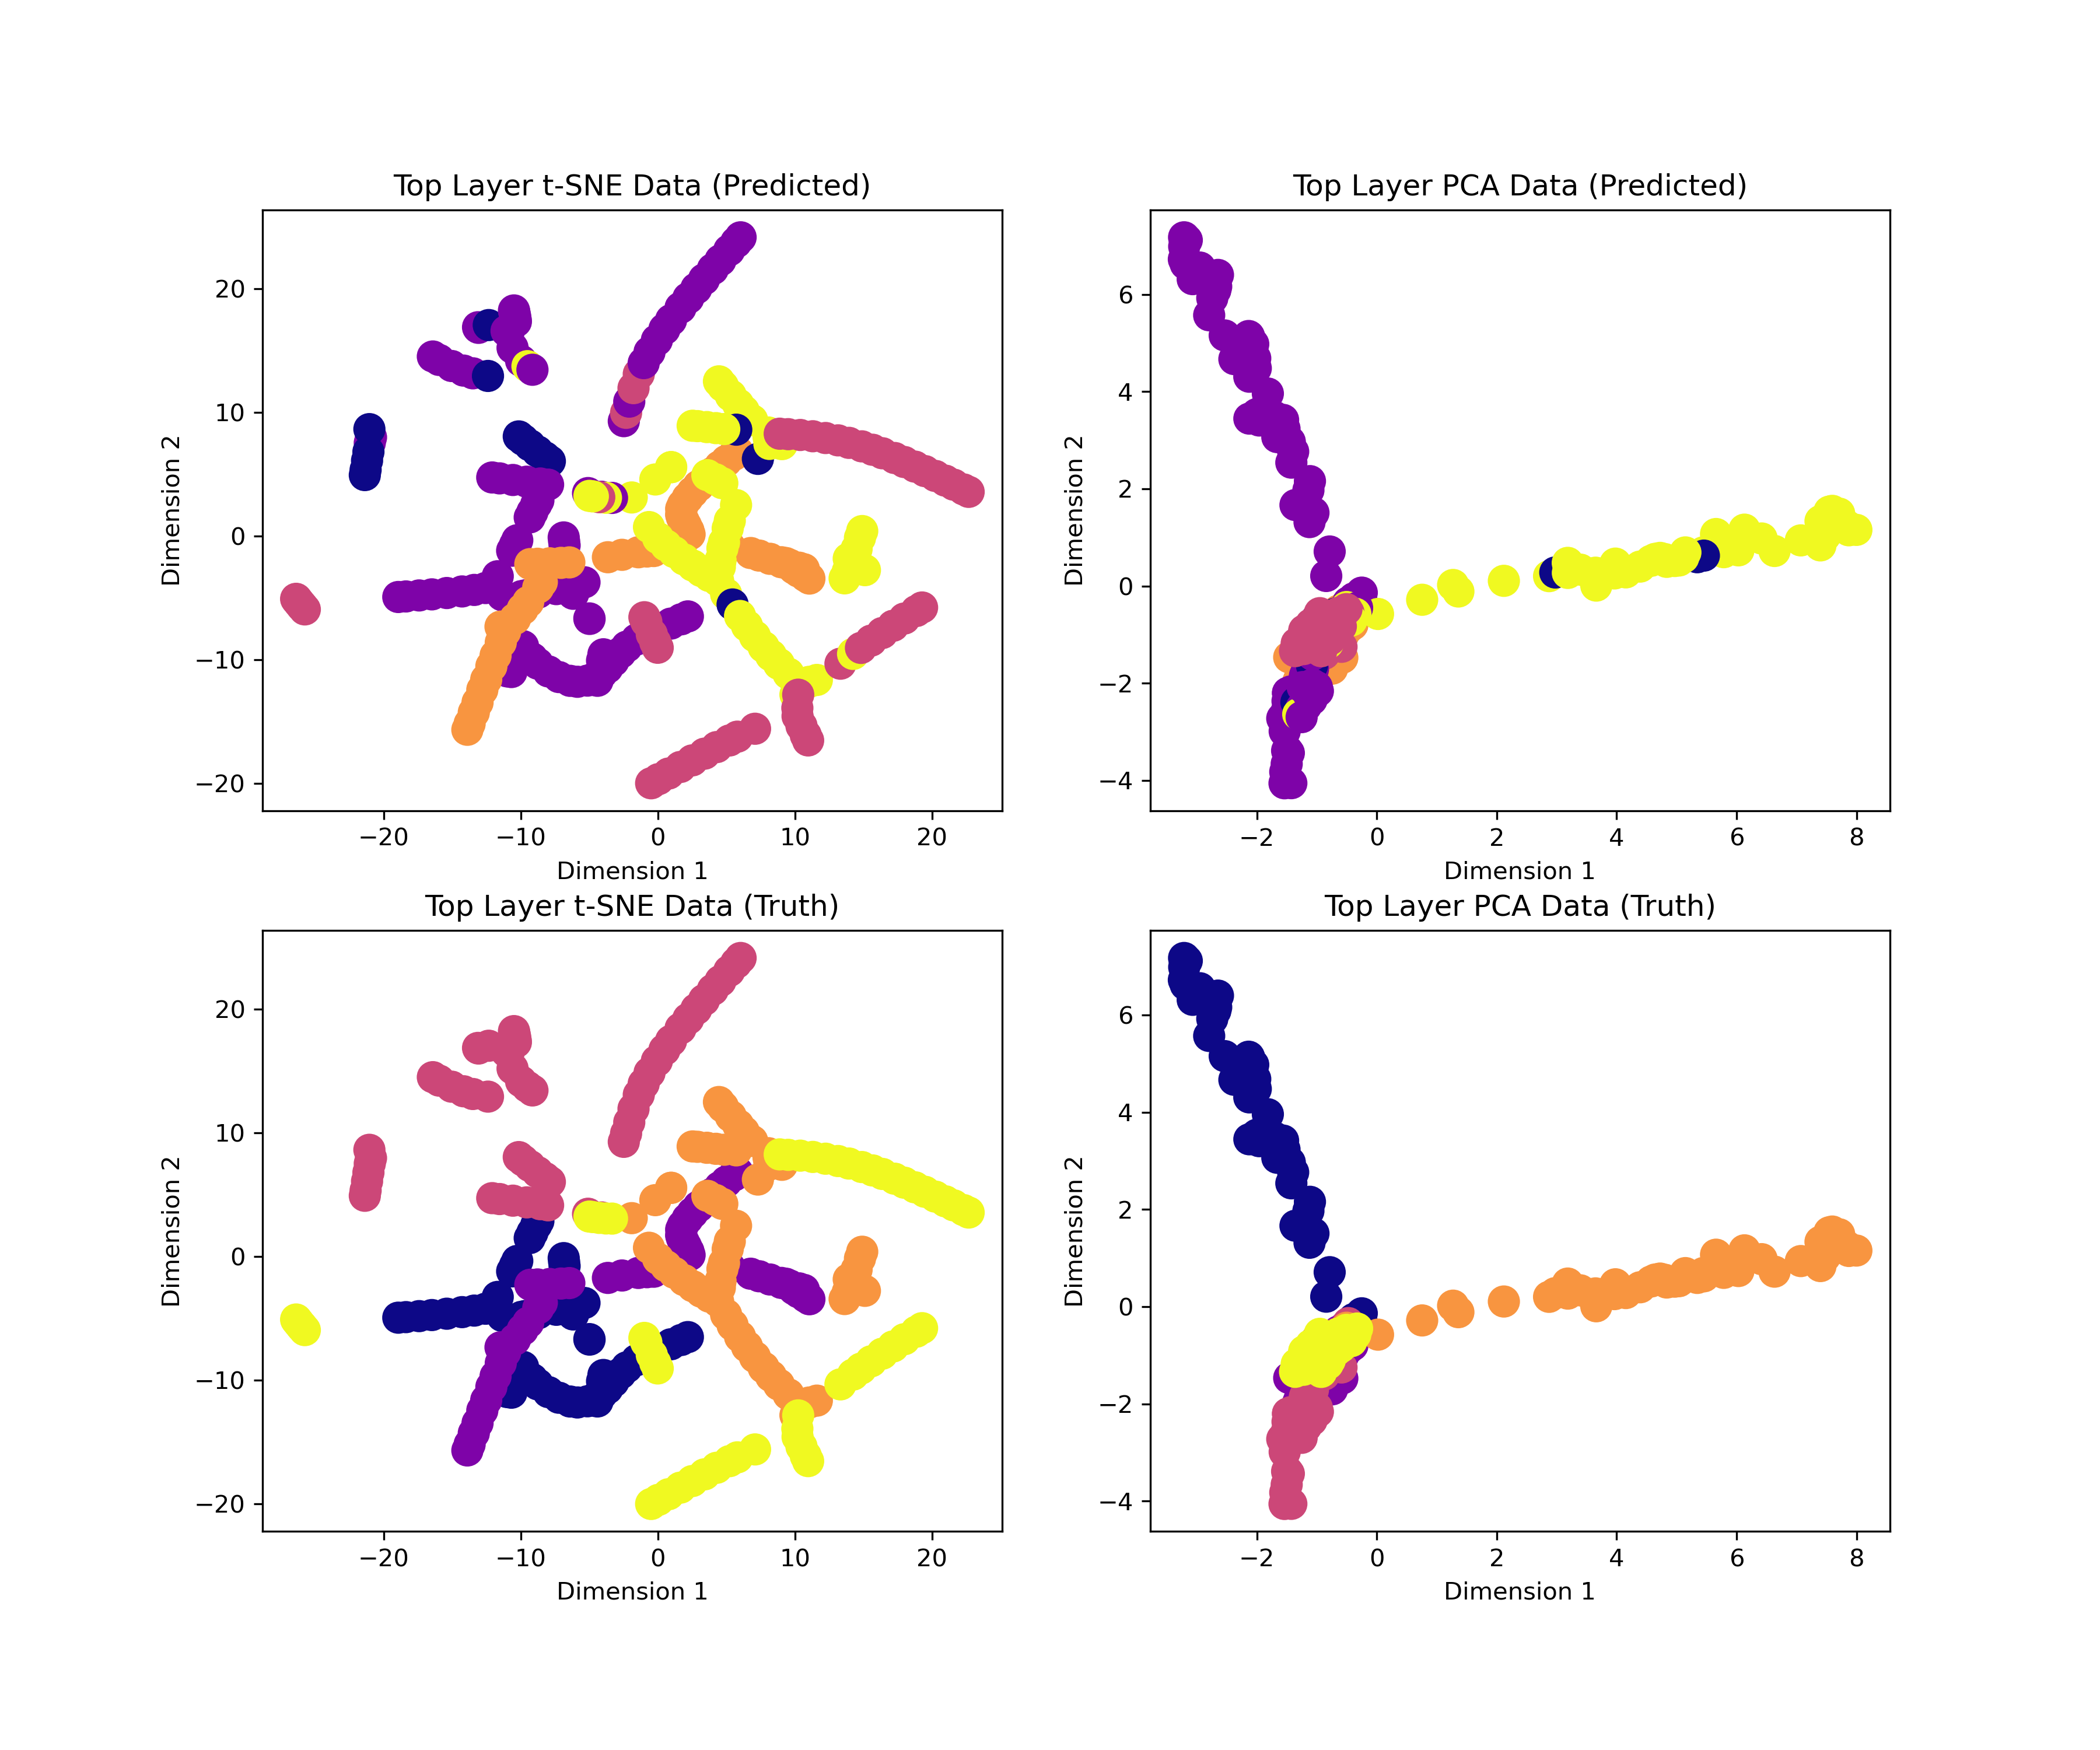 Top Layer t-SNE Data (Predicted)
20
10
0
−10
−20
Dimension 2
−20 −10 0 10 20
Dimension 1
Top Layer PCA Data (Predicted)
6
4
2
0
−2
−4
Dimension 2
−2 0 2 4 6 8
Dimension 1
Top Layer t-SNE Data (Truth)
20
10
0
−10
−20
Dimension 2
−20 −10 0 10 20
Dimension 1
Top Layer PCA Data (Truth)
6
4
2
0
−2
−4
Dimension 2
−2 0 2 4 6 8
Dimension 1